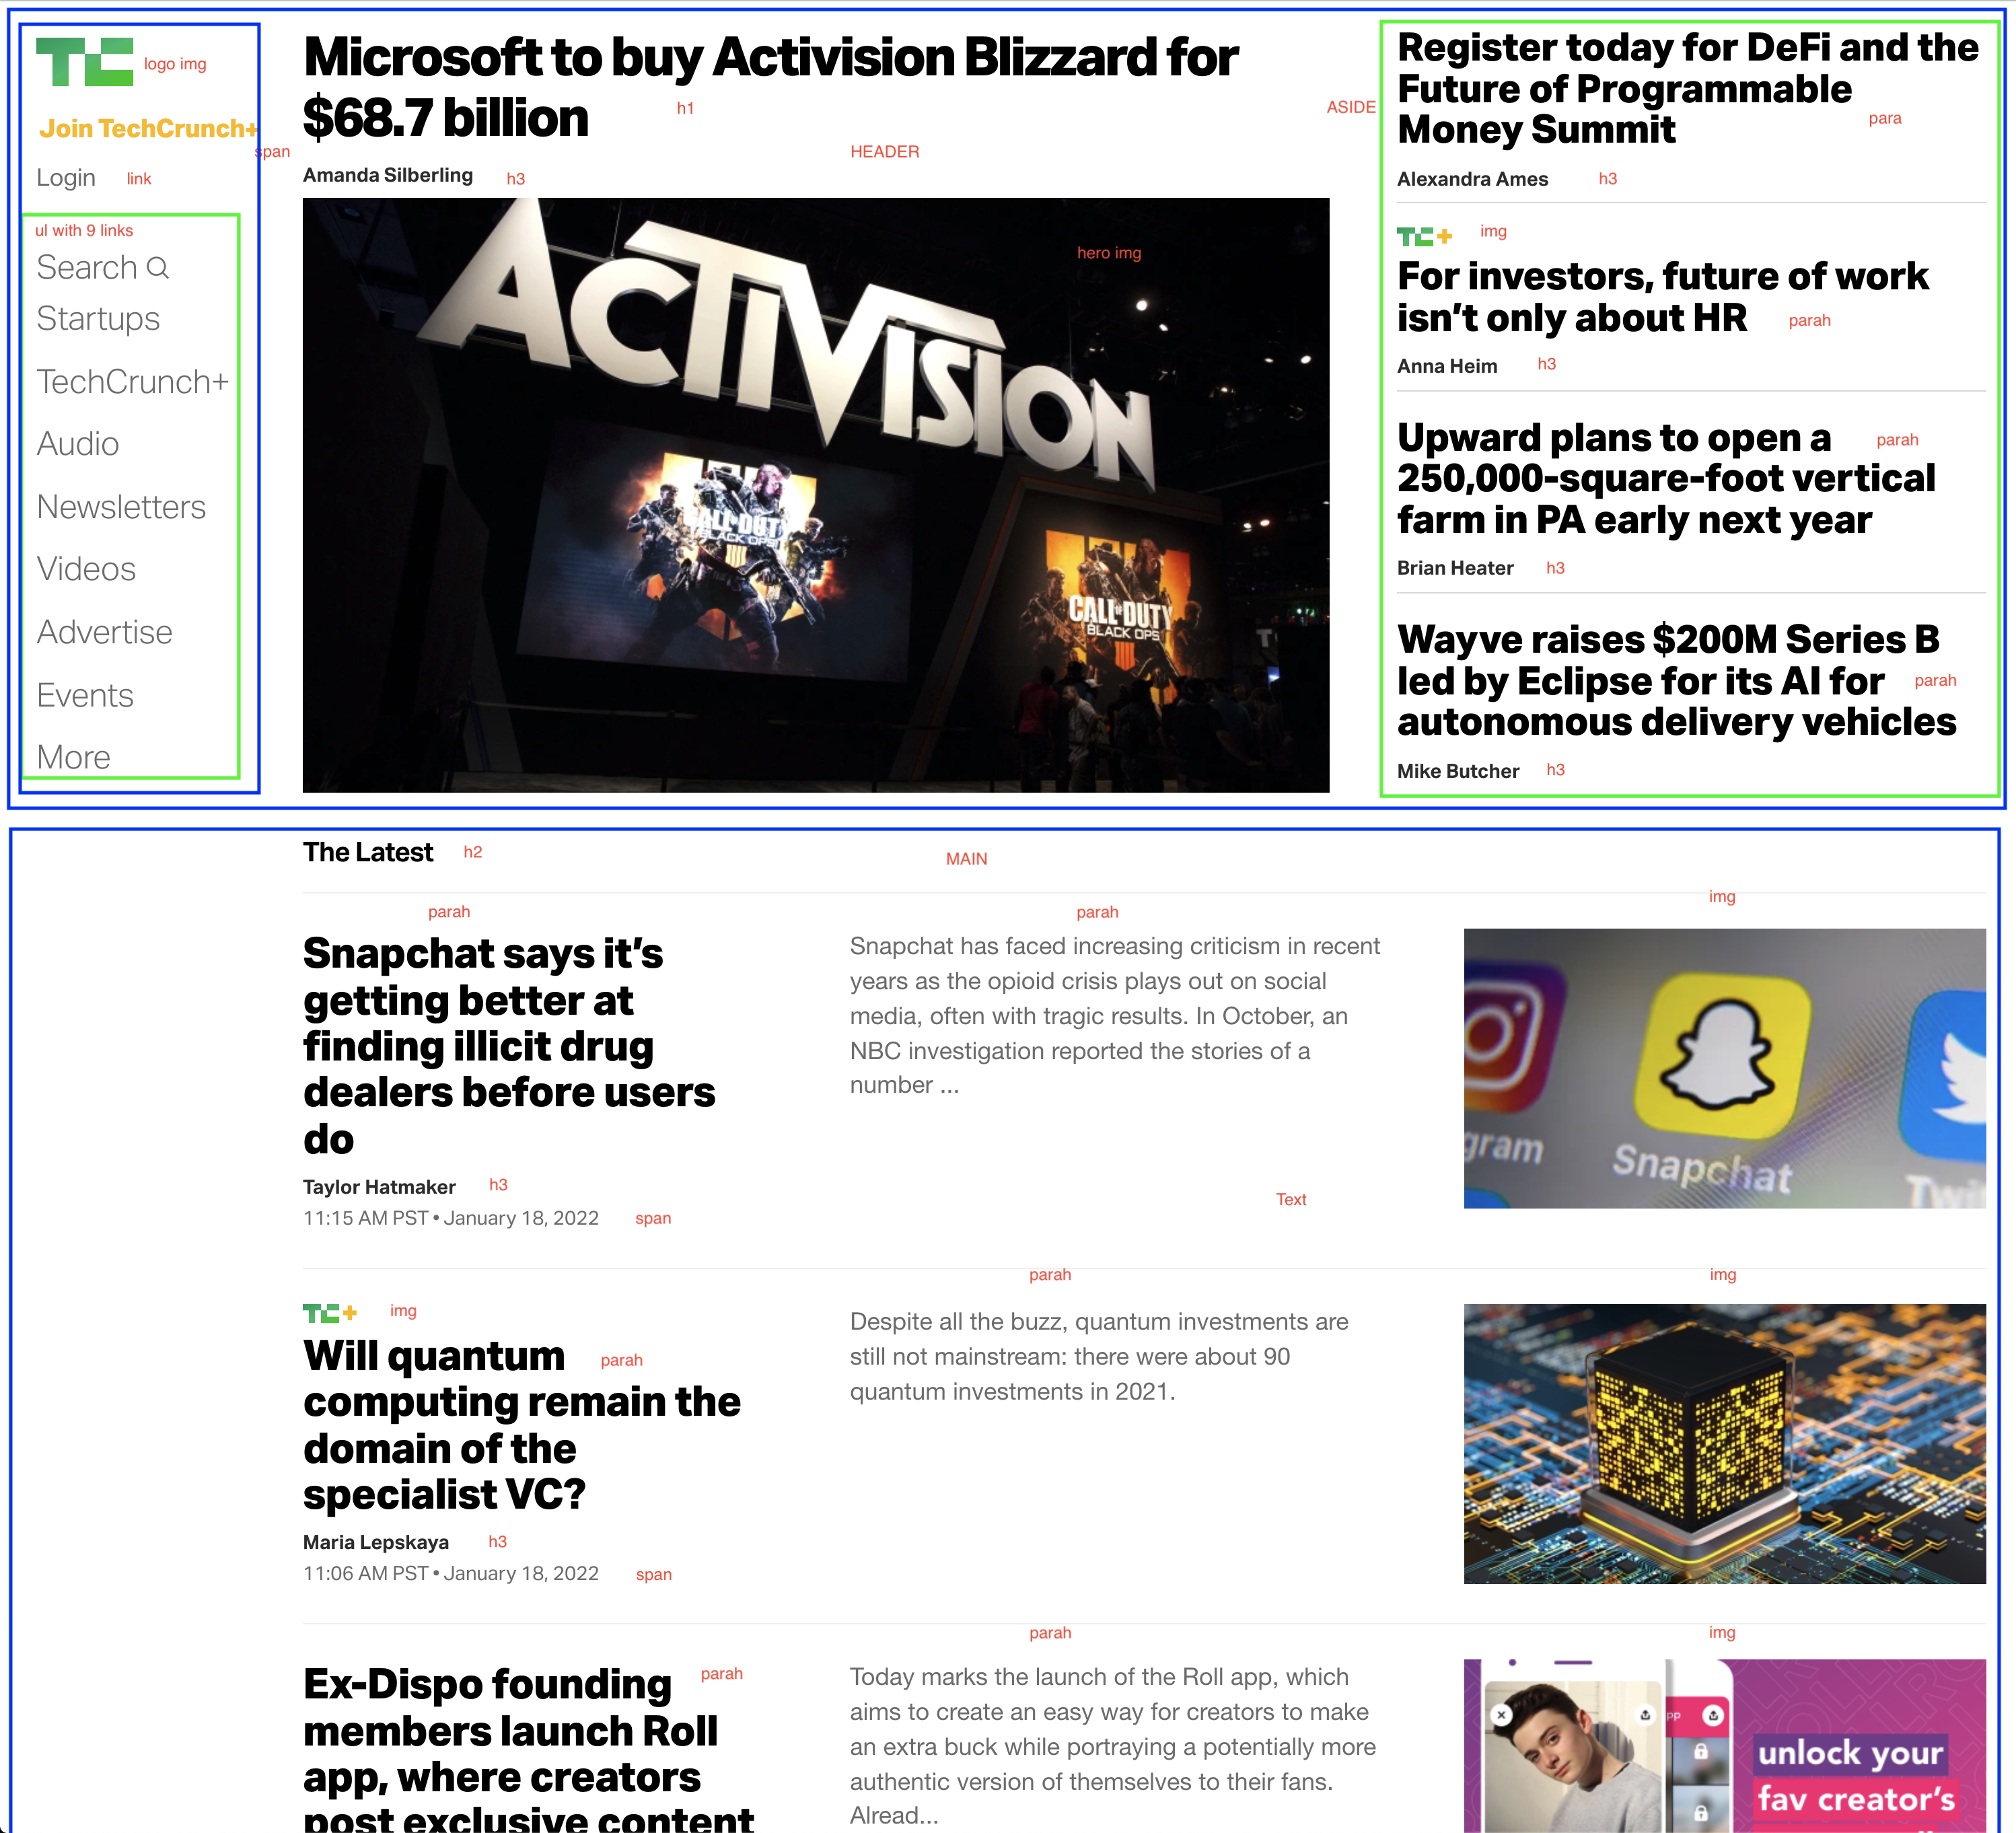 TC logo img
Join TechCrunch+
span
Login link
ul with 9 links
Search
Startups
TechCrunch+
Audio
Newsletters
Videos
Advertise
Events
More
Microsoft to buy Activision Blizzard for
$68.7 billion h1
HEADER
Amanda Silberling h3
hero img
ACTIVISION
CALL OF DUTY
BLACK OPS
IIII
CALL OF DUTY
BLACK OPS
IIII
ASIDE
Register today for DeFi and the
Future of Programmable
Money Summit para
Alexandra Ames h3
TC+ img
For investors, future of work
isn’t only about HR parah
Anna Heim h3
Upward plans to open a parah
250,000-square-foot vertical
farm in PA early next year
Brian Heater h3
Wayve raises $200M Series B
led by Eclipse for its AI for parah
autonomous delivery vehicles
Mike Butcher h3
The Latest h2
MAIN
parah
Snapchat says it’s
getting better at
finding illicit drug
dealers before users
do
Taylor Hatmaker h3
11:15 AM PST • January 18, 2022 span
parah
Snapchat has faced increasing criticism in recent
years as the opioid crisis plays out on social
media, often with tragic results. In October, an
NBC investigation reported the stories of a
number ...
Text
img
gram
Snapchat
Twi
TC+ img
Will quantum parah
computing remain the
domain of the
specialist VC?
Maria Lepskaya h3
11:06 AM PST • January 18, 2022 span
parah
Despite all the buzz, quantum investments are
still not mainstream: there were about 90
quantum investments in 2021.
img
Ex-Dispo founding parah
members launch Roll
app, where creators
post exclusive content
parah
Today marks the launch of the Roll app, which
aims to create an easy way for creators to make
an extra buck while portraying a potentially more
authentic version of themselves to their fans.
Alread...
img
pp
unlock your
fav creator’s